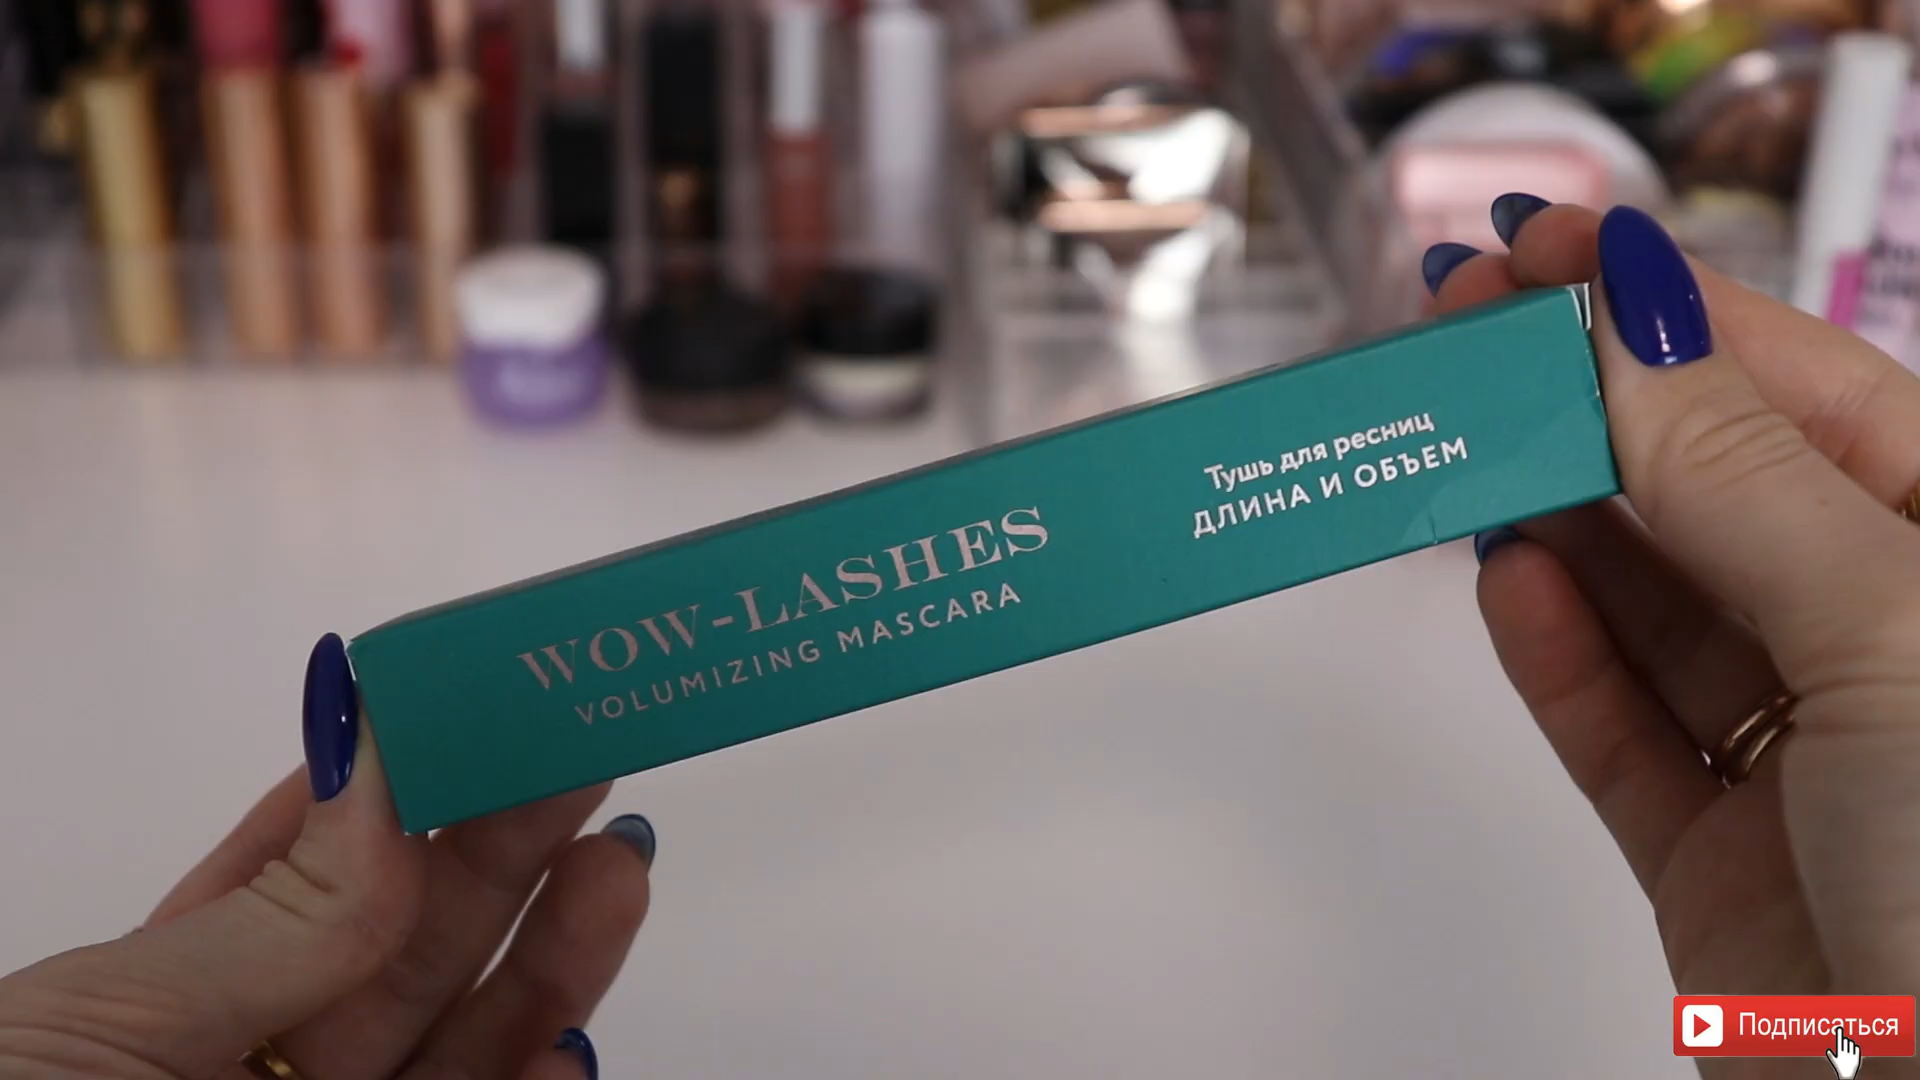 WOW-LASHES
VOLUMIZING MASCARA
Тушь для ресниц
ДЛИНА И ОБЪЕМ
Подписаться